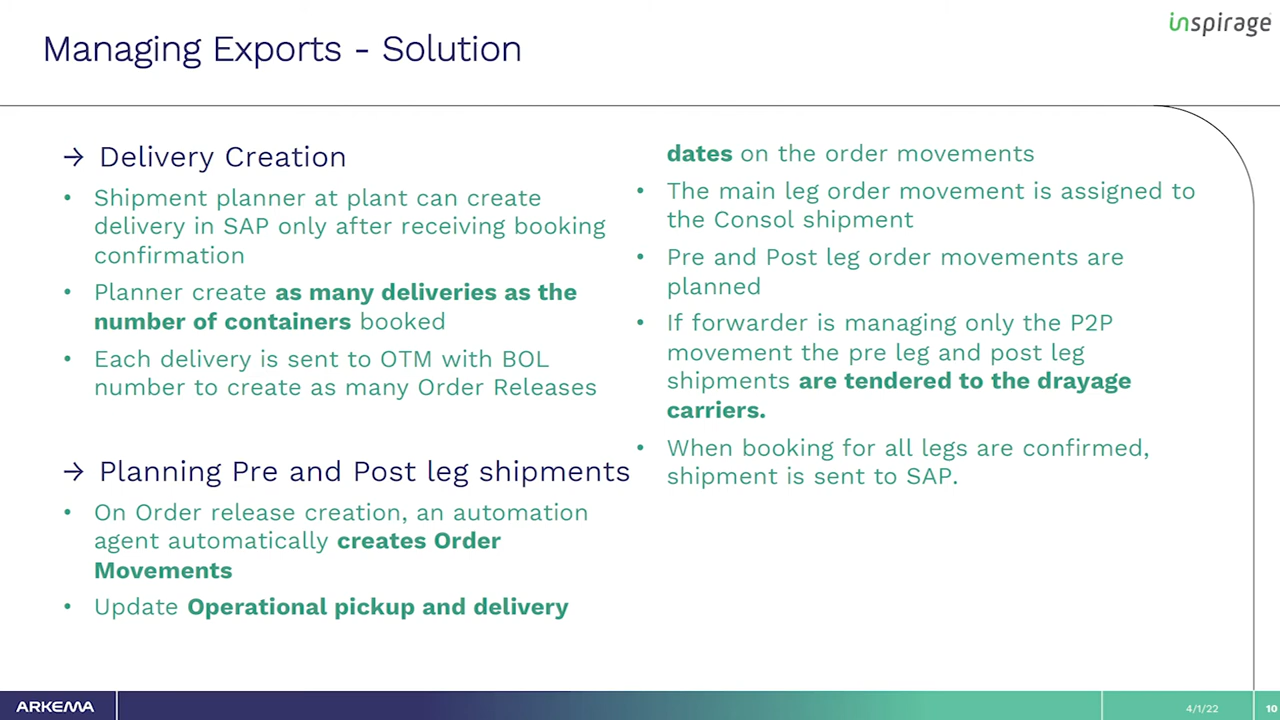 inspirage
Managing Exports - Solution
→ Delivery Creation
• Shipment planner at plant can create
delivery in SAP only after receiving booking
confirmation
• Planner create as many deliveries as the
number of containers booked
• Each delivery is sent to OTM with BOL
number to create as many Order Releases
→ Planning Pre and Post leg shipments
• On Order release creation, an automation
agent automatically creates Order
Movements
• Update Operational pickup and delivery
dates on the order movements
• The main leg order movement is assigned to
the Consol shipment
• Pre and Post leg order movements are
planned
• If forwarder is managing only the P2P
movement the pre leg and post leg
shipments are tendered to the drayage
carriers.
• When booking for all legs are confirmed,
shipment is sent to SAP.
ARKEMA
4/1/22
10